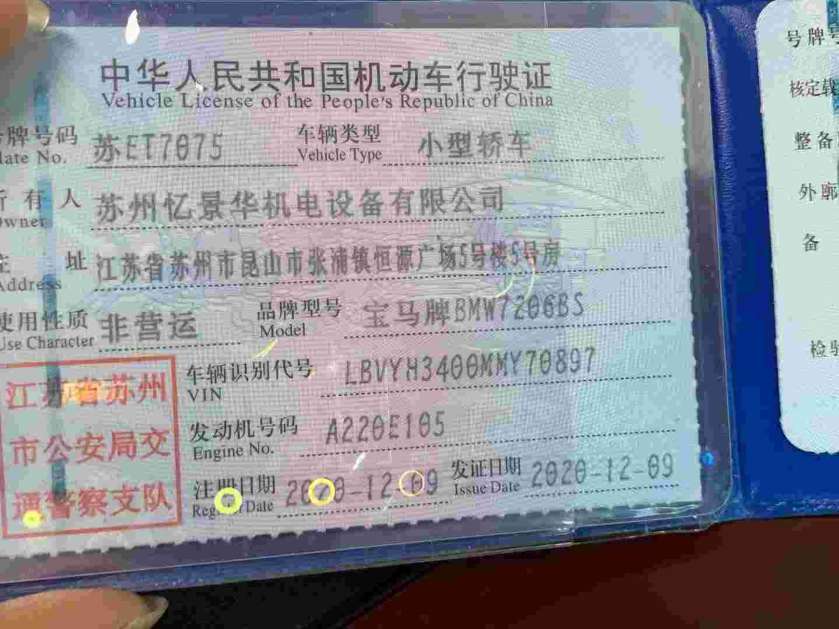 中华人民共和国机动车行驶证
Vehicle License of the People's Republic of China
牌号码 苏ET7075 车辆类型 小型轿车
late No. Vehicle Type
有人 苏州忆景华机电设备有限公司
Owner
址 江苏省苏州市昆山市张浦镇恒源广场5号楼5号房
Address
使用性质 非营运 品牌型号 宝马牌BMW7206BS
Use Character Model
江苏省苏州
市公安局交
通警察支队
车辆识别代号 LBVYH3400MMY70897
VIN
发动机号码 A220E105
Engine No.
注册日期 2020-12-09 发证日期 2020-12-09
Register Date Issue Date
号牌号
核定载
整备
外廓
备
检验